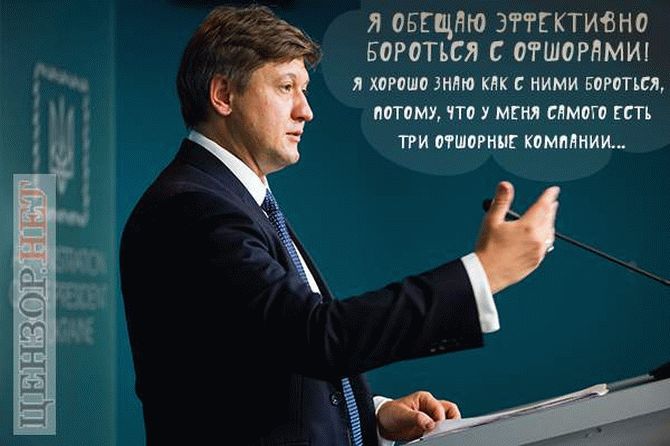 Я ОБЕЩАЮ ЭФФЕКТИВНО
БОРОТЬСЯ С ОФШОРАМИ!
Я ХОРОШО ЗНАЮ КАК С НИМИ БОРОТЬСЯ,
ПОТОМУ, ЧТО У МЕНЯ САМОГО ЕСТЬ
ТРИ ОФШОРНЫЕ КОМПАНИИ...
ЦЕНЗОР.НЕТ